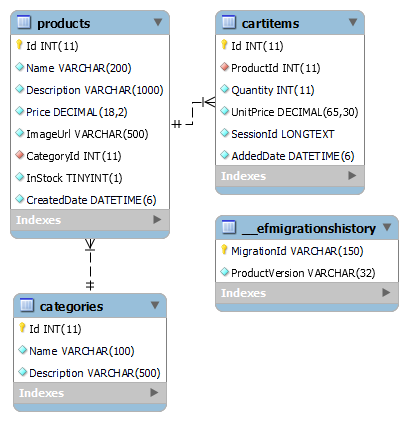 products
Id INT(11)
Name VARCHAR(200)
Description VARCHAR(1000)
Price DECIMAL(18,2)
ImageUrl VARCHAR(500)
CategoryId INT(11)
InStock TINYINT(1)
CreatedDate DATETIME(6)
Indexes
cartitems
Id INT(11)
ProductId INT(11)
Quantity INT(11)
UnitPrice DECIMAL(65,30)
SessionId LONGTEXT
AddedDate DATETIME(6)
Indexes
__efmigrationshistory
MigrationId VARCHAR(150)
ProductVersion VARCHAR(32)
Indexes
categories
Id INT(11)
Name VARCHAR(100)
Description VARCHAR(500)
Indexes